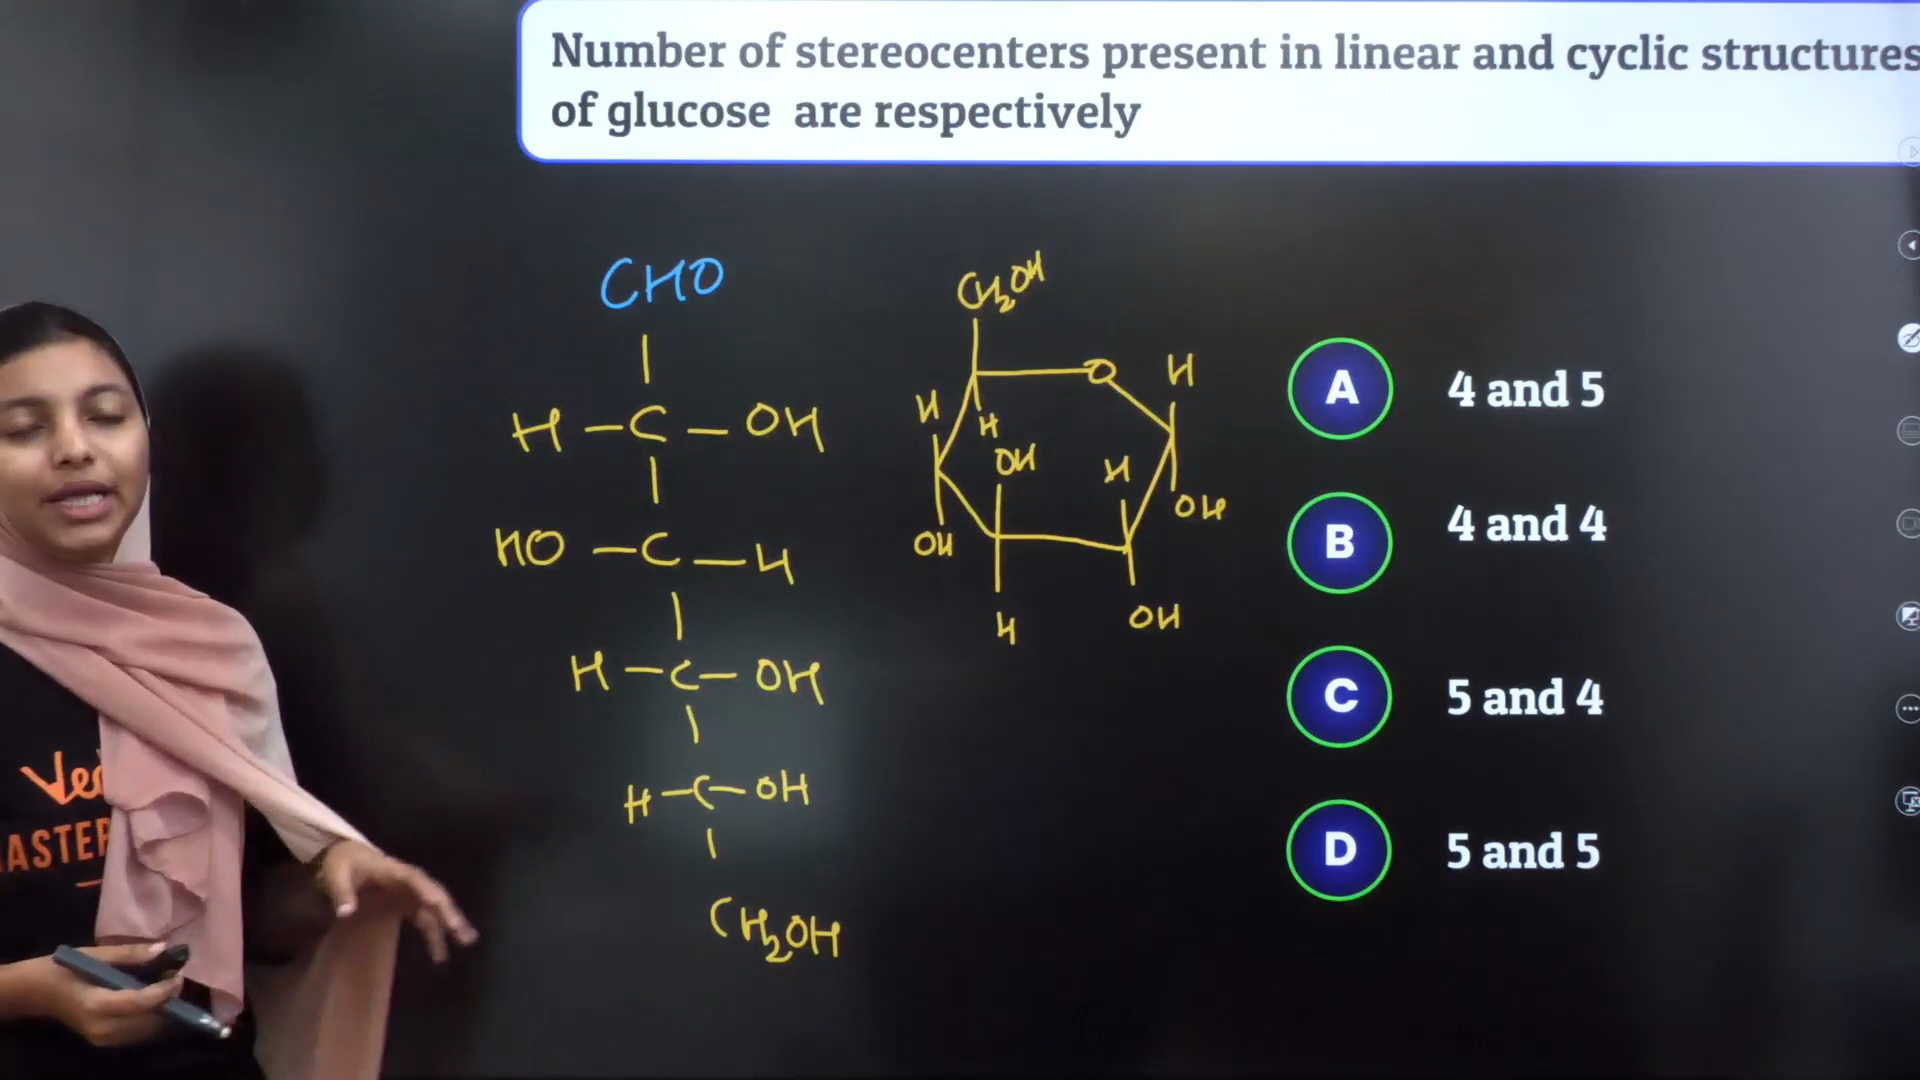 Number of stereocenters present in linear and cyclic structures
of glucose are respectively
CHO
H - C - OH
HO - C - H
H - C - OH
H - C - OH
CH2OH
CH2OH
O
H
H
H
OH
H
OH
OH
H
OH
A 4 and 5
B 4 and 4
C 5 and 4
D 5 and 5